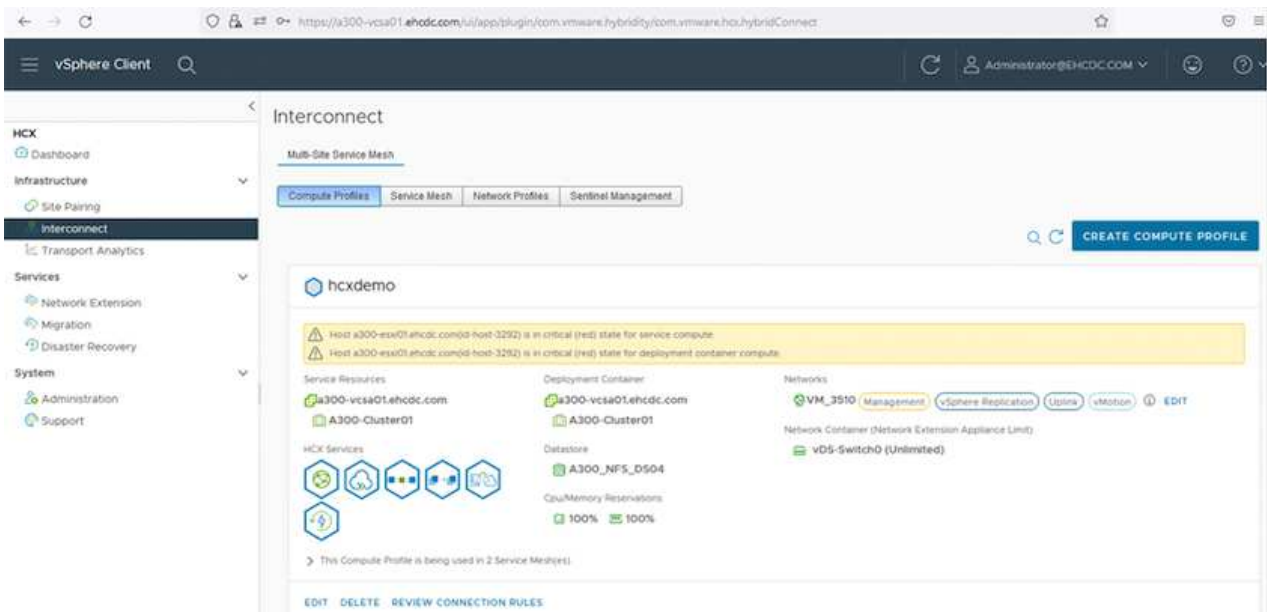 https://a300-vcsa01.ehcdc.com/ui/app/plugin/com.vmware.hybridity/com.vmware.hcx.hybridConnect
vSphere Client
Administrator@EHCDC.COM
HCX
Dashboard
Infrastructure
Site Pairing
Interconnect
Transport Analytics
Services
Network Extension
Migration
Disaster Recovery
System
Administration
Support
Interconnect
Multi-Site Service Mesh
Compute Profiles Service Mesh Network Profiles Sentinel Management
CREATE COMPUTE PROFILE
hcxdemo
Host a300-esxi01.ehcdc.com(id-host-3292) is in critical (red) state for service compute.
Host a300-esxi01.ehcdc.com(id-host-3292) is in critical (red) state for deployment container compute.
Service Resources
a300-vcsa01.ehcdc.com
A300-Cluster01
HCX Services
Deployment Container
a300-vcsa01.ehcdc.com
A300-Cluster01
Datastore
A300_NFS_DS04
Cpu/Memory Reservations
100% 100%
Networks
VM_3510 Management vSphere Replication Uplink vMotion EDIT
Network Container (Network Extension Appliance Limit)
vDS-Switch0 (Unlimited)
This Compute Profile is being used in 2 Service Mesh(es)
EDIT DELETE REVIEW CONNECTION RULES